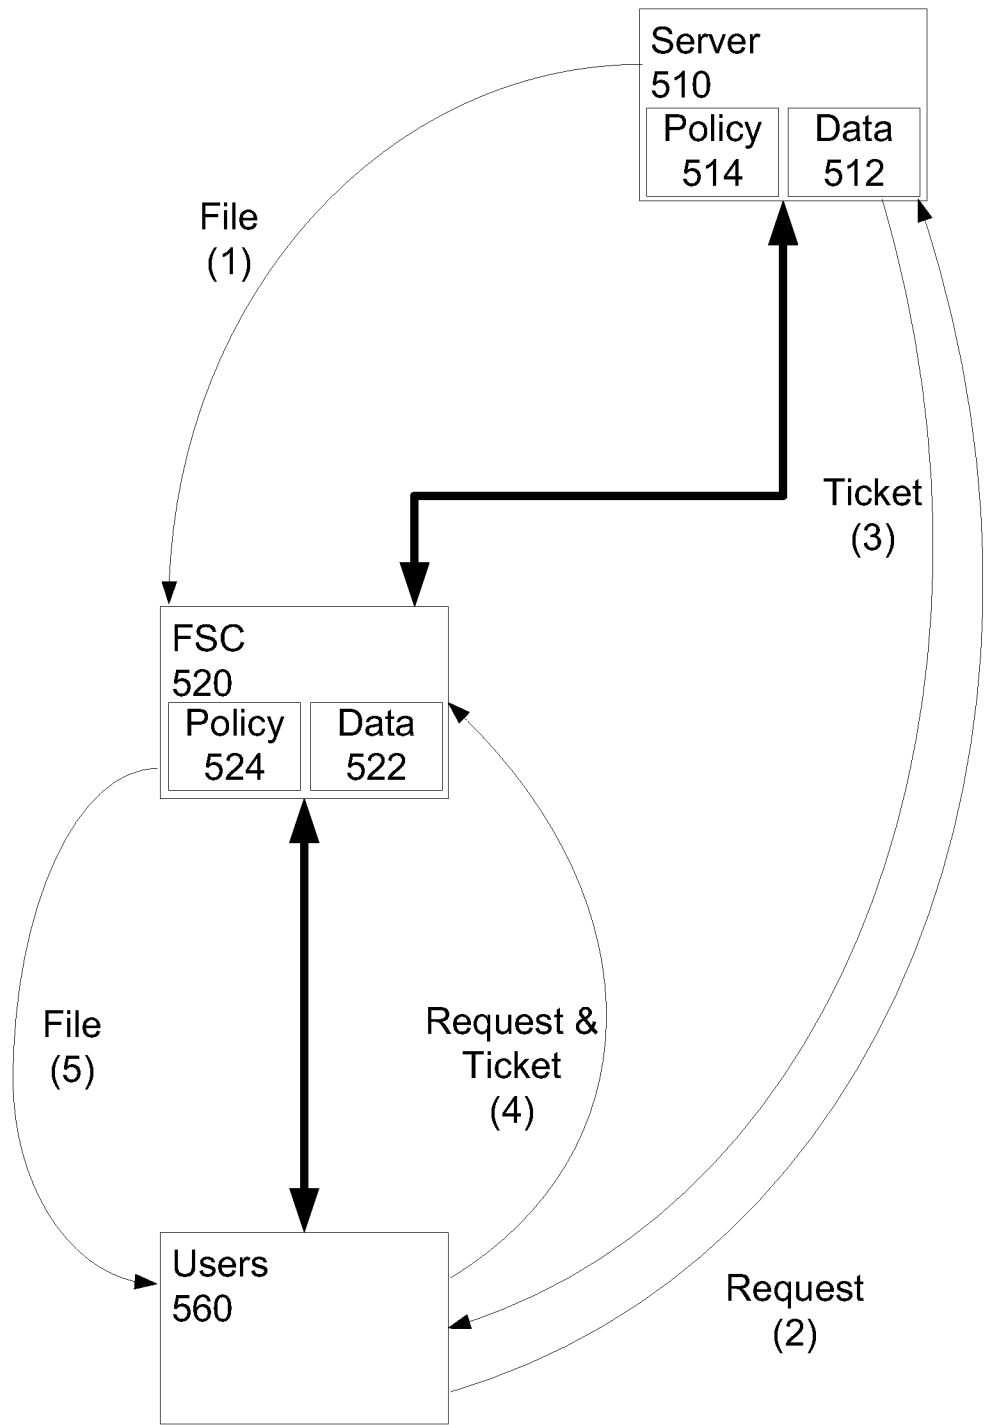 Server
510
Policy
514
Data
512
File
(1)
Ticket
(3)
FSC
520
Policy
524
Data
522
File
(5)
Request &
Ticket
(4)
Users
560
Request
(2)